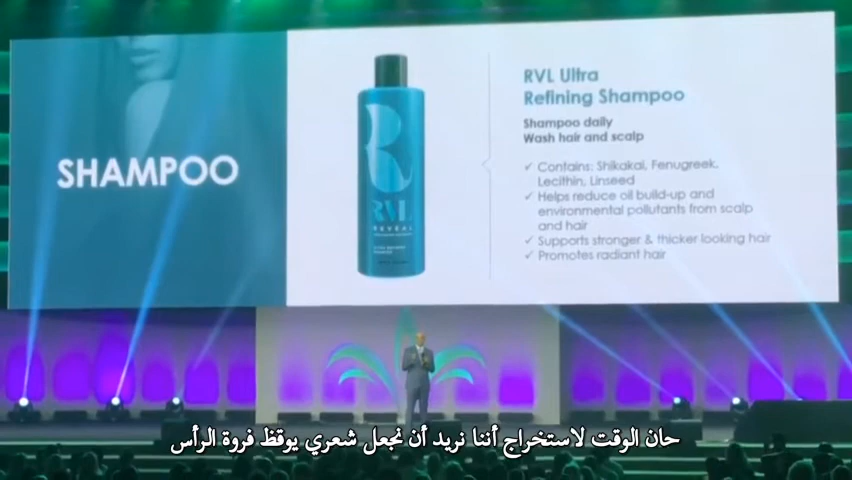 SHAMPOO
RVL
REVEAL
RVL Ultra
Refining Shampoo
Shampoo daily
Wash hair and scalp
✓ Contains: Shikakai, Fenugreek,
Lecithin, Linseed
✓ Helps reduce oil build-up and
environmental pollutants from scalp
and hair
✓ Supports stronger & thicker looking hair
✓ Promotes radiant hair
حان الوقت لاستخراج أننا نريد أن نجعل شعري يوقظ فروة الرأس